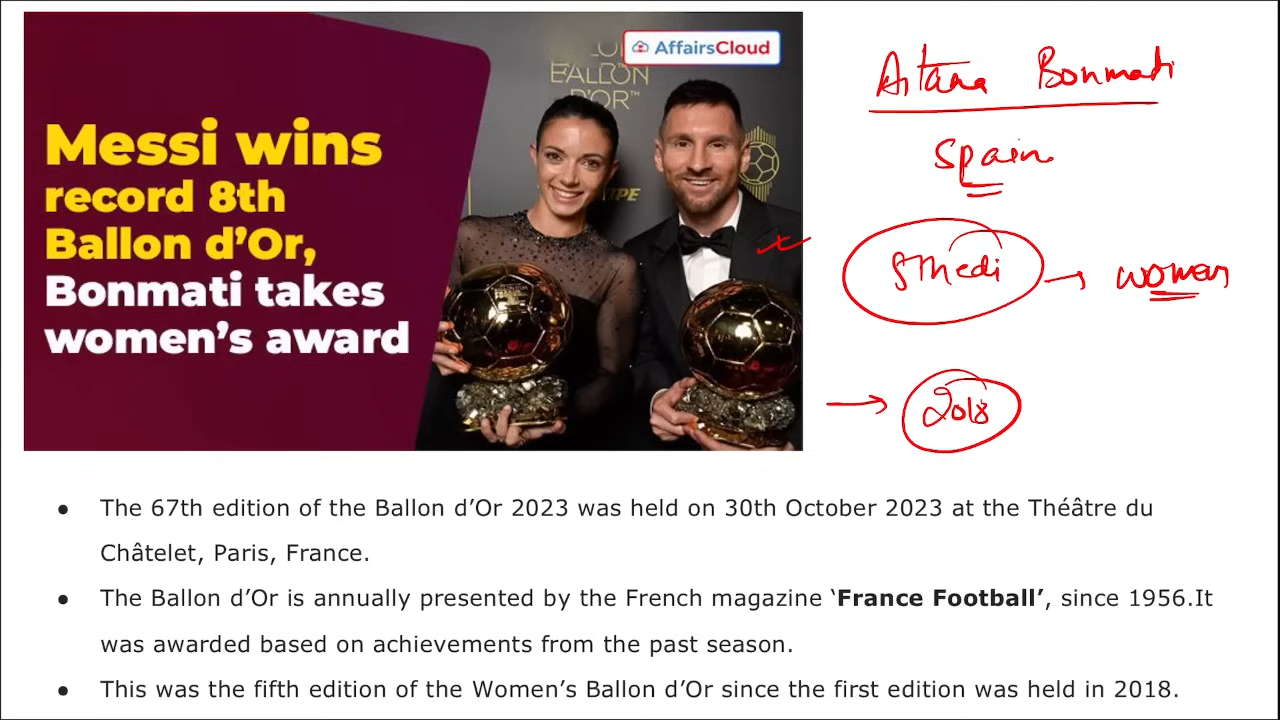 AffairsCloud
BALLON
D'OR™
Messi wins
record 8th
Ballon d’Or,
Bonmati takes
women’s award
Aitana Bonmati
Spain
5th edi → women
→ 2018
● The 67th edition of the Ballon d’Or 2023 was held on 30th October 2023 at the Théâtre du
Châtelet, Paris, France.
● The Ballon d’Or is annually presented by the French magazine ‘France Football’, since 1956.It
was awarded based on achievements from the past season.
● This was the fifth edition of the Women’s Ballon d’Or since the first edition was held in 2018.